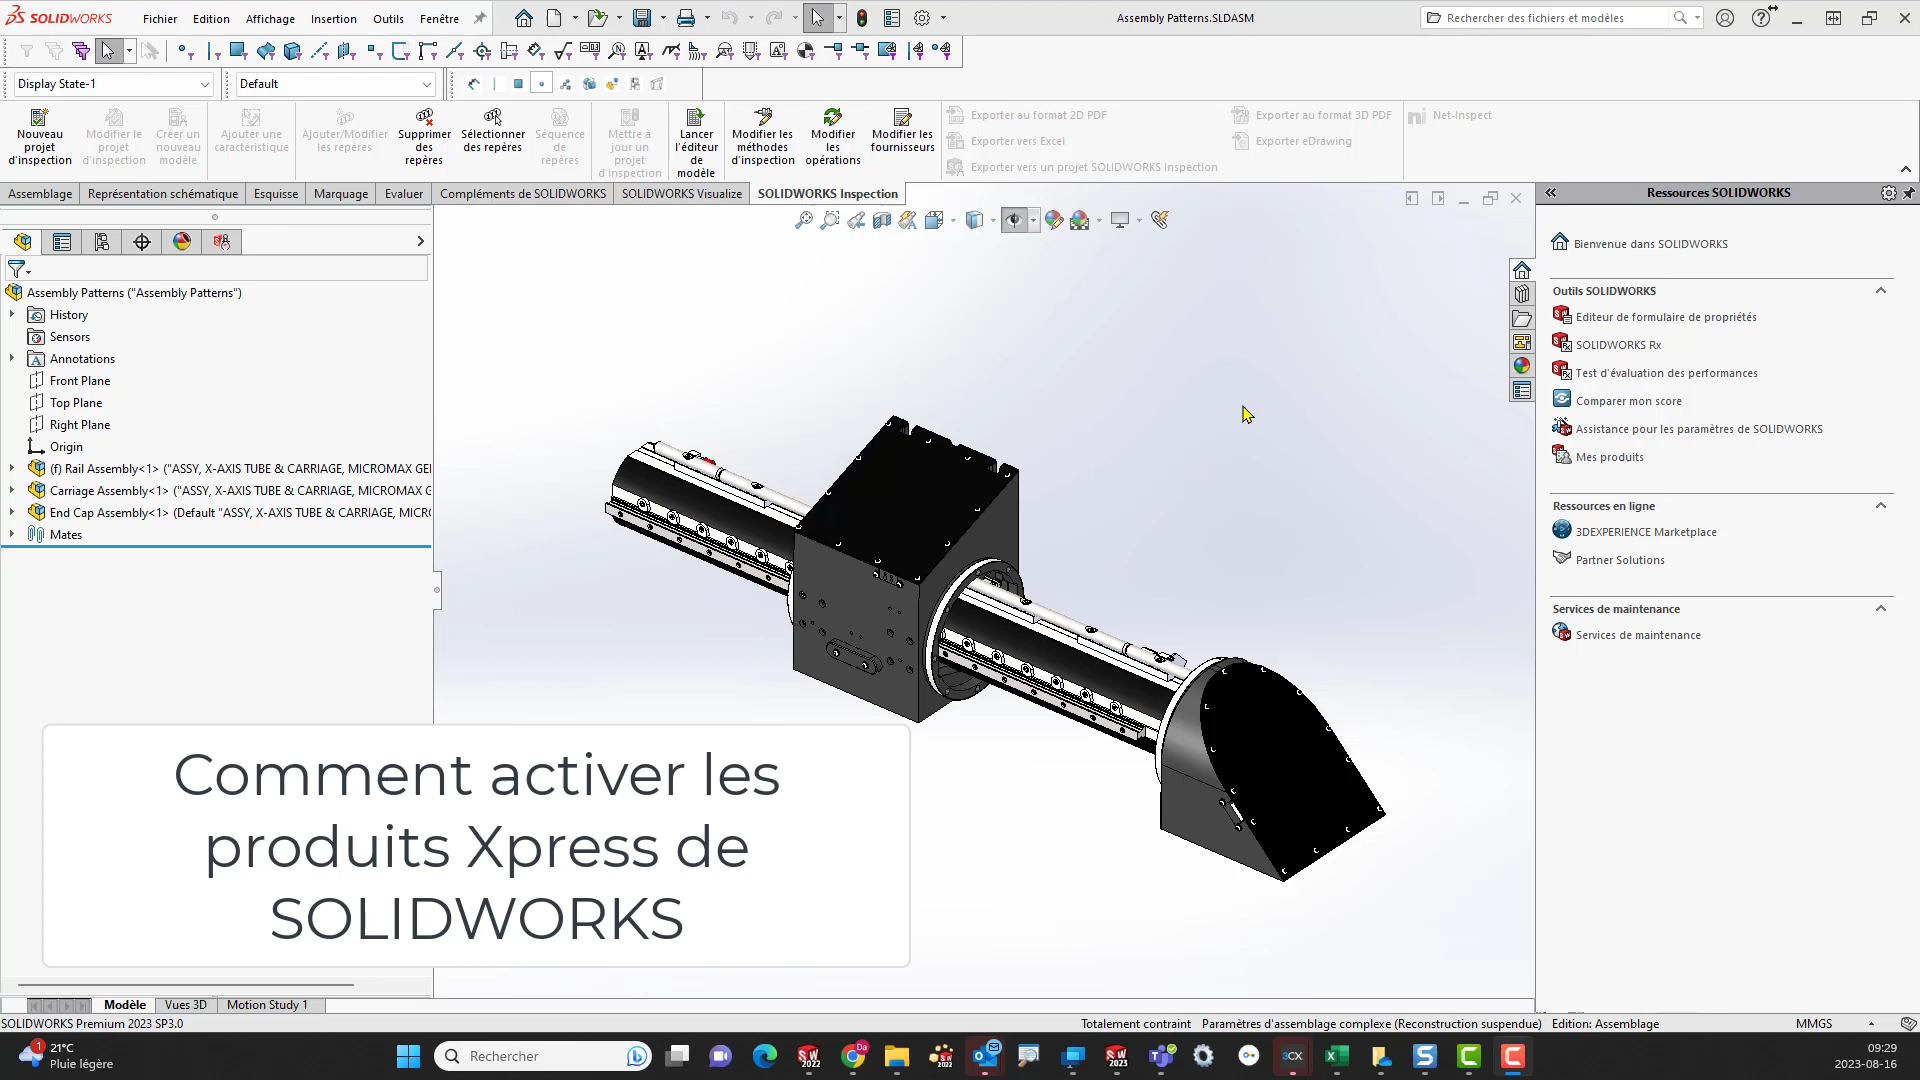 SOLIDWORKS
Fichier
Edition
Affichage
Insertion
Outils
Fenêtre
Assembly Patterns.SLDASM
Rechercher des fichiers et modèles
Display State-1
Default
Nouveau projet d'inspection
Modifier le projet d'inspection
Créer un nouveau modèle
Ajouter une caractéristique
Ajouter/Modifier les repères
Supprimer des repères
Sélectionner des repères
Séquence de repères
Mettre à jour un projet d'inspection
Lancer l'éditeur de modèle
Modifier les méthodes d'inspection
Modifier les opérations
Modifier les fournisseurs
Exporter au format 2D PDF
Exporter vers Excel
Exporter vers un projet SOLIDWORKS Inspection
Exporter au format 3D PDF
Exporter eDrawing
Net-Inspect
Assemblage
Représentation schématique
Esquisse
Marquage
Evaluer
Compléments de SOLIDWORKS
SOLIDWORKS Visualize
SOLIDWORKS Inspection
Assembly Patterns ("Assembly Patterns")
History
Sensors
Annotations
Front Plane
Top Plane
Right Plane
Origin
(f) Rail Assembly<1> ("ASSY, X-AXIS TUBE & CARRIAGE, MICROMAX GEI
Carriage Assembly<1> ("ASSY, X-AXIS TUBE & CARRIAGE, MICROMAX G
End Cap Assembly<1> (Default "ASSY, X-AXIS TUBE & CARRIAGE, MICR
Mates
Ressources SOLIDWORKS
Bienvenue dans SOLIDWORKS
Outils SOLIDWORKS
Editeur de formulaire de propriétés
SOLIDWORKS Rx
Test d'évaluation des performances
Comparer mon score
Assistance pour les paramètres de SOLIDWORKS
Mes produits
Ressources en ligne
3DEXPERIENCE Marketplace
Partner Solutions
Services de maintenance
Services de maintenance
Comment activer les
produits Xpress de
SOLIDWORKS
Modèle
Vues 3D
Motion Study 1
SOLIDWORKS Premium 2023 SP3.0
Totalement contraint
Paramètres d'assemblage complexe (Reconstruction suspendue)
Edition: Assemblage
MMGS
1
21°C
Pluie légère
Rechercher
SW
2022
Da
2022
SW
2023
3CX
09:29
2023-08-16